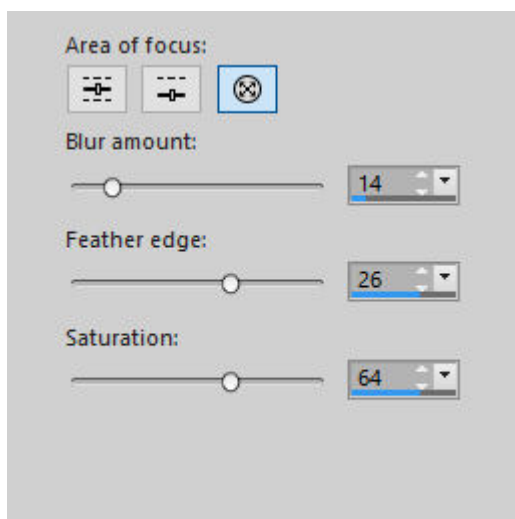 Area of focus:
Blur amount:
14
Feather edge:
26
Saturation:
64